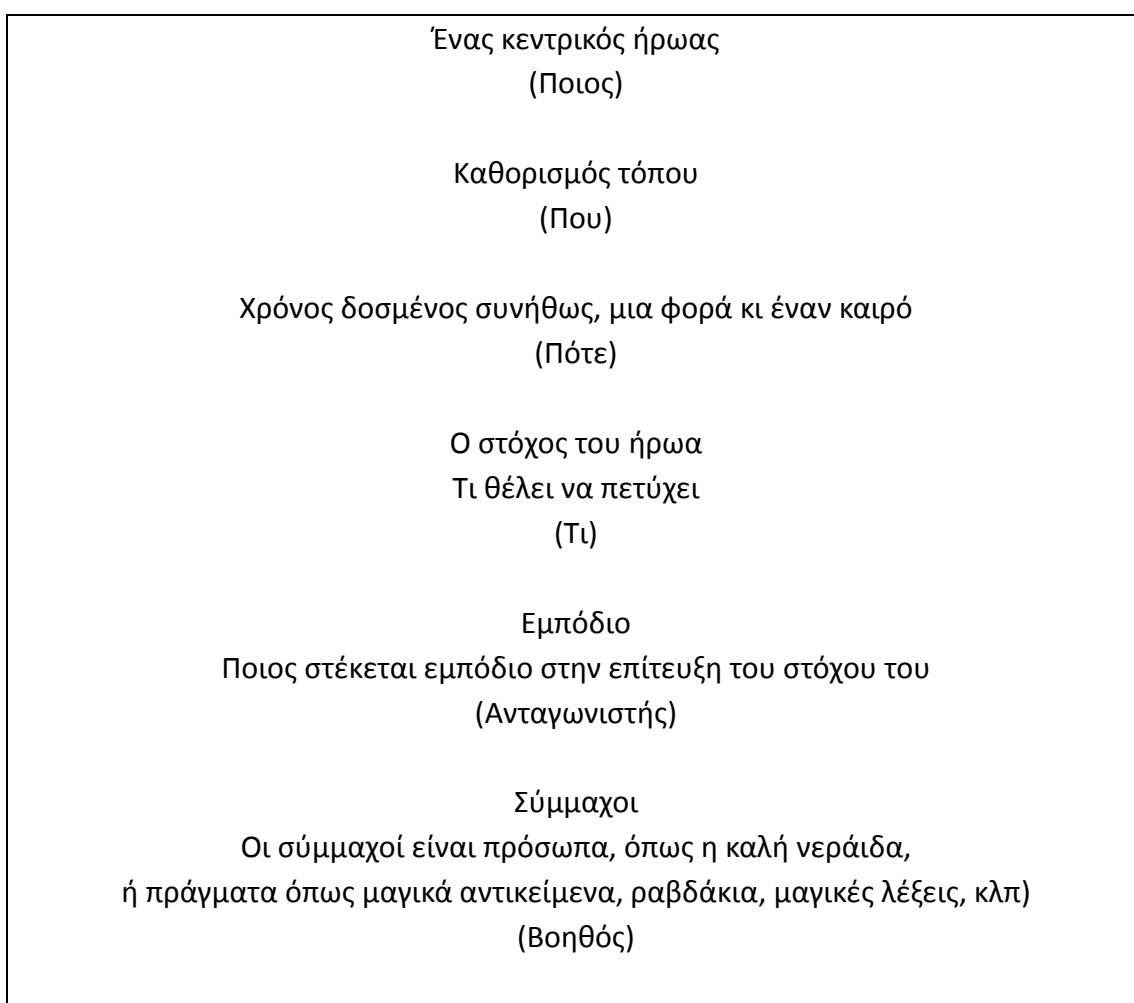 Ένας κεντρικός ήρωας
(Ποιος)
Καθορισμός τόπου
(Που)
Χρόνος δοσμένος συνήθως, μια φορά κι έναν καιρό
(Πότε)
Ο στόχος του ήρωα
Τι θέλει να πετύχει
(Τι)
Εμπόδιο
Ποιος στέκεται εμπόδιο στην επίτευξη του στόχου του
(Ανταγωνιστής)
Σύμμαχοι
Οι σύμμαχοί είναι πρόσωπα, όπως η καλή νεράιδα,
ή πράγματα όπως μαγικά αντικείμενα, ραβδάκια, μαγικές λέξεις, κλπ)
(Βοηθός)